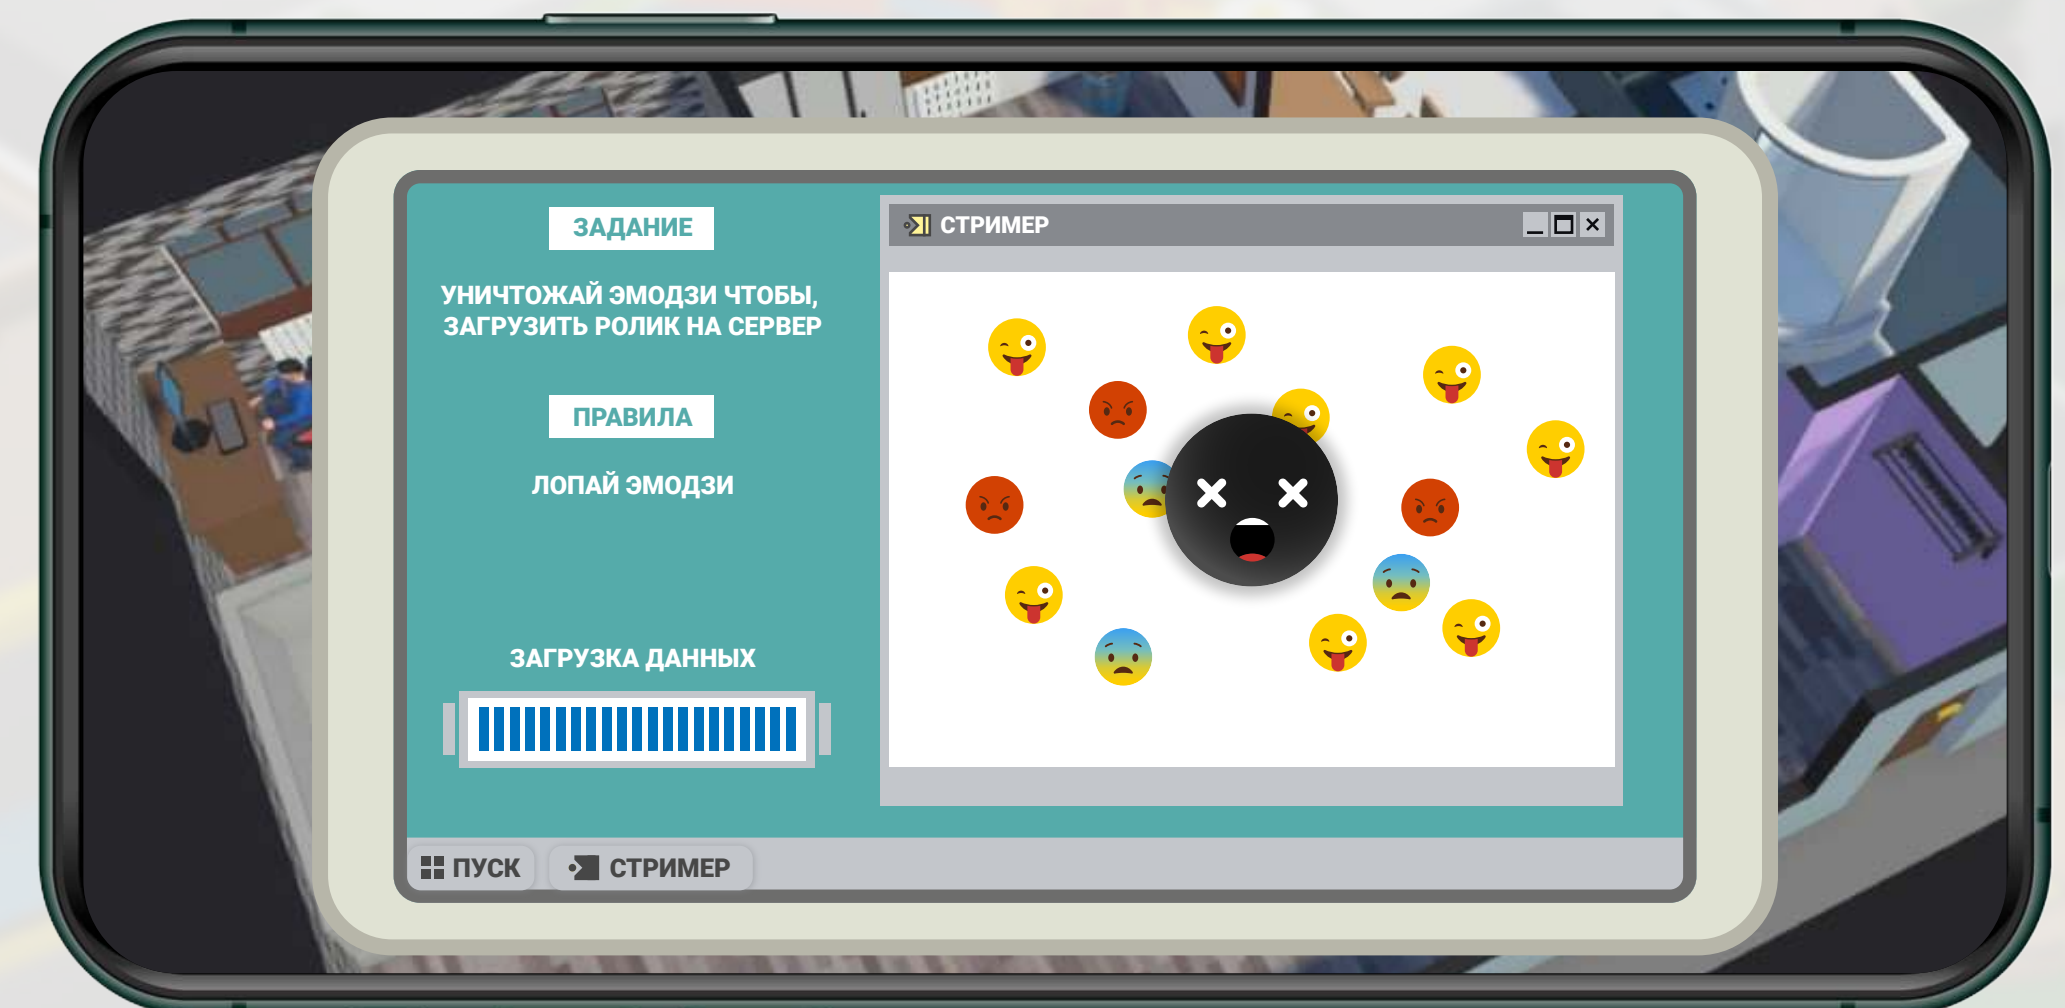 ЗАДАНИЕ
УНИЧТОЖАЙ ЭМОДЗИ ЧТОБЫ,
ЗАГРУЗИТЬ РОЛИК НА СЕРВЕР
ПРАВИЛА
ЛОПАЙ ЭМОДЗИ
ЗАГРУЗКА ДАННЫХ
СТРИМЕР
ПУСК
СТРИМЕР